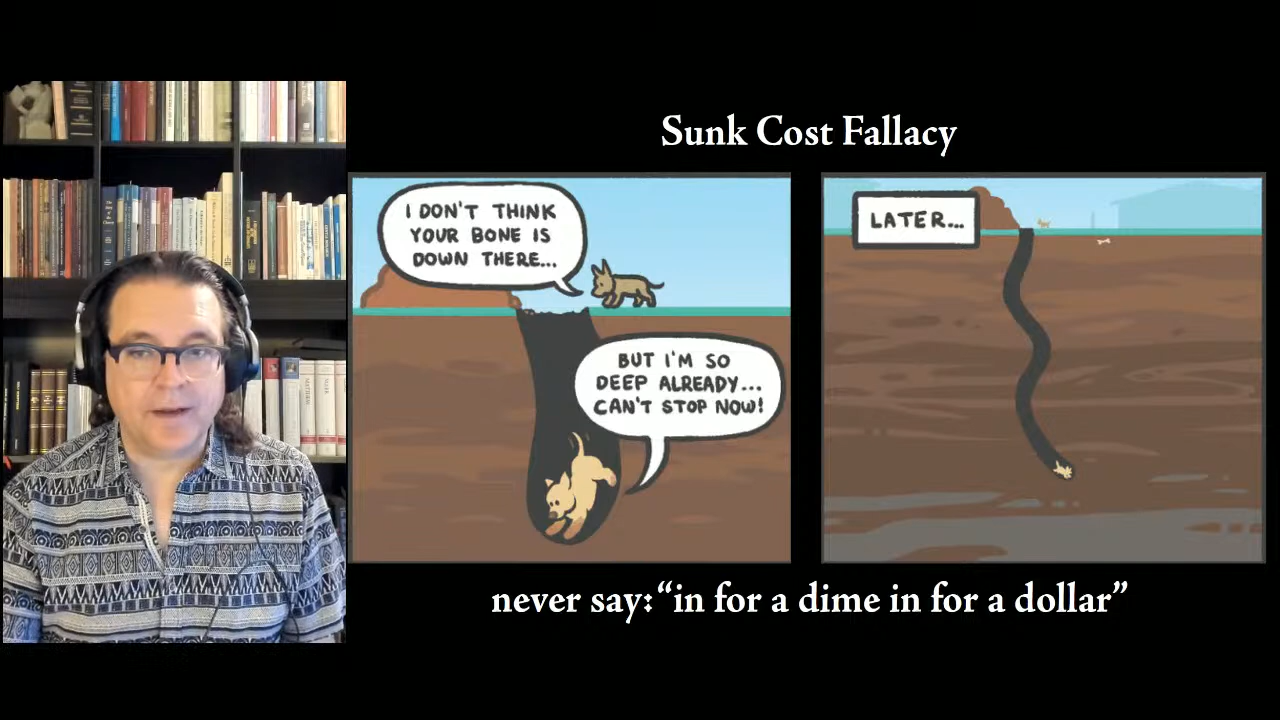 Sunk Cost Fallacy
I DON'T THINK
YOUR BONE IS
DOWN THERE...
BUT I'M SO
DEEP ALREADY...
CAN'T STOP NOW!
LATER...
never say:“in for a dime in for a dollar”